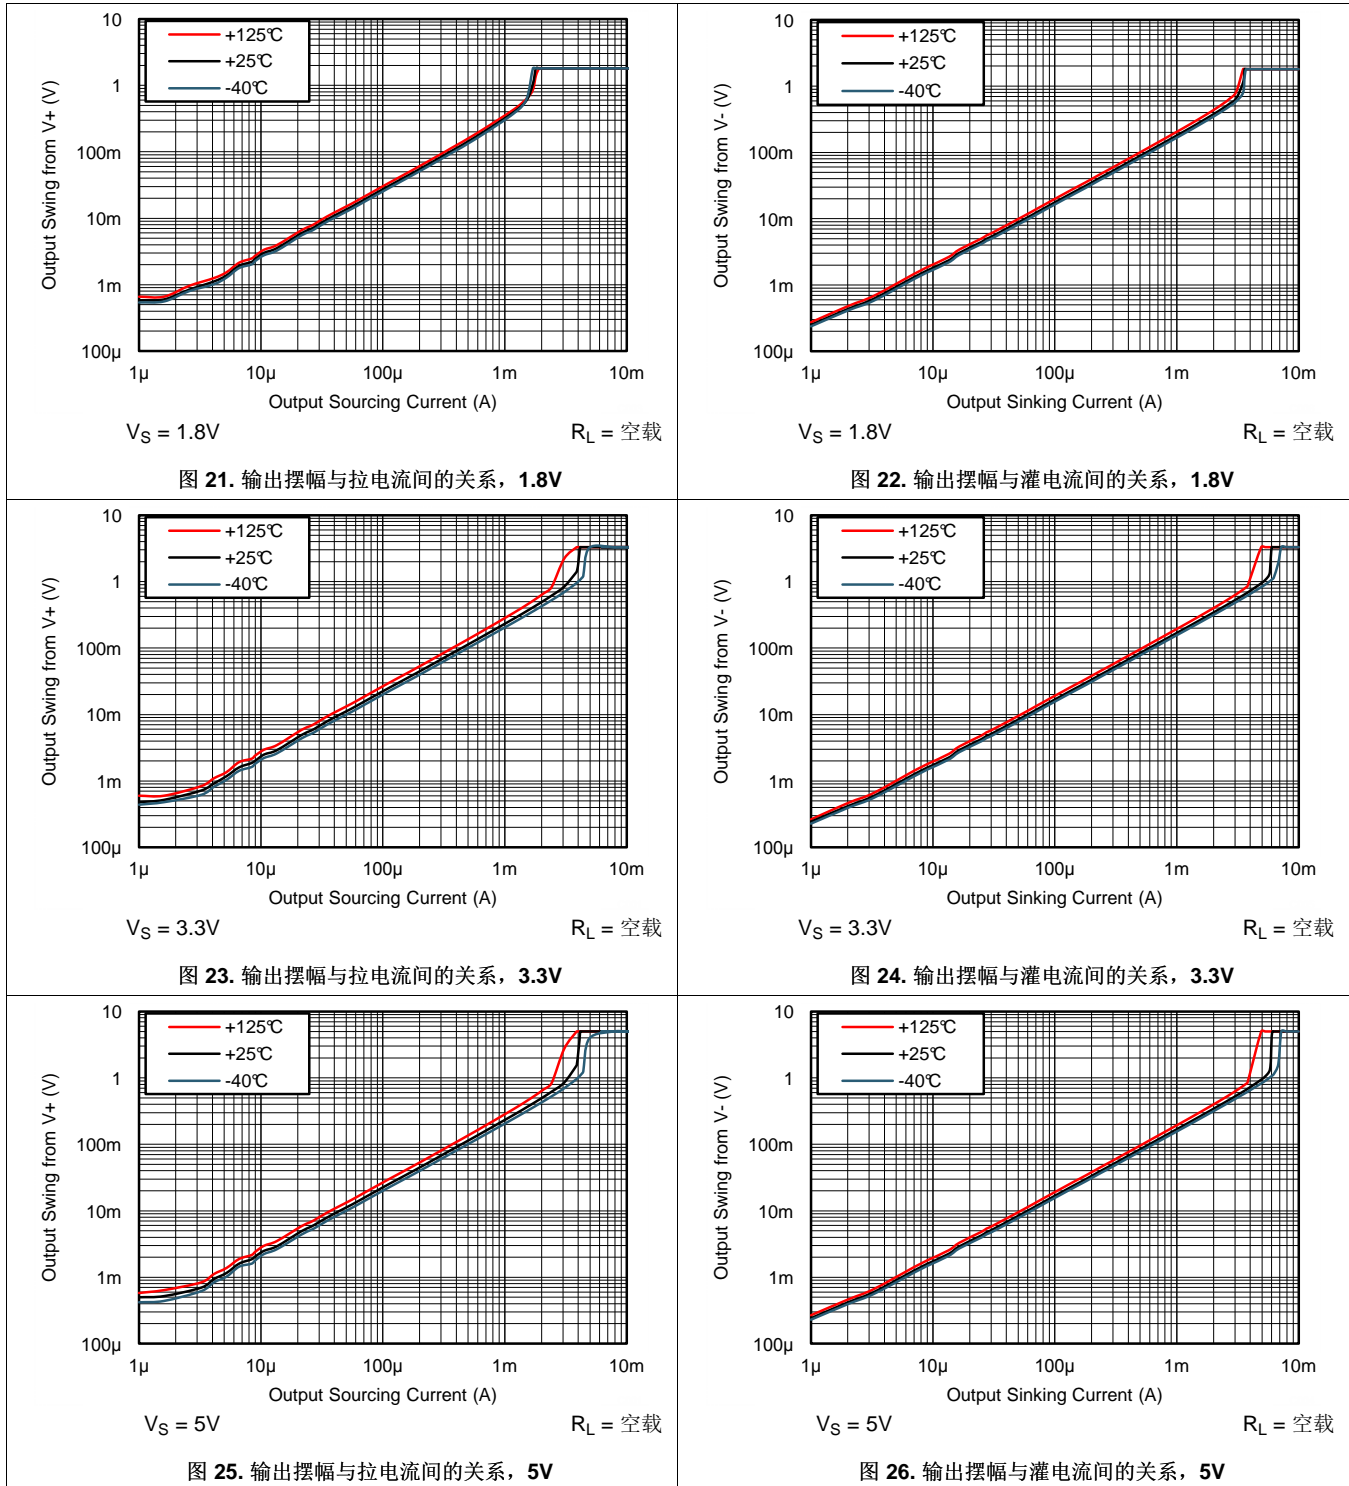 10
1
100m
10m
1m
100µ
Output Swing from V+ (V)
+125℃
+25℃
-40℃
1µ 10µ 100µ 1m 10m
Output Sourcing Current (A)
VS = 1.8V RL = 空载
图 21. 输出摆幅与拉电流间的关系，1.8V
10
1
100m
10m
1m
100µ
Output Swing from V- (V)
+125℃
+25℃
-40℃
1µ 10µ 100µ 1m 10m
Output Sinking Current (A)
VS = 1.8V RL = 空载
图 22. 输出摆幅与灌电流间的关系，1.8V
10
1
100m
10m
1m
100µ
Output Swing from V+ (V)
+125℃
+25℃
-40℃
1µ 10µ 100µ 1m 10m
Output Sourcing Current (A)
VS = 3.3V RL = 空载
图 23. 输出摆幅与拉电流间的关系，3.3V
10
1
100m
10m
1m
100µ
Output Swing from V- (V)
+125℃
+25℃
-40℃
1µ 10µ 100µ 1m 10m
Output Sinking Current (A)
VS = 3.3V RL = 空载
图 24. 输出摆幅与灌电流间的关系，3.3V
10
1
100m
10m
1m
100µ
Output Swing from V+ (V)
+125℃
+25℃
-40℃
1µ 10µ 100µ 1m 10m
Output Sourcing Current (A)
VS = 5V RL = 空载
图 25. 输出摆幅与拉电流间的关系，5V
10
1
100m
10m
1m
100µ
Output Swing from V- (V)
+125℃
+25℃
-40℃
1µ 10µ 100µ 1m 10m
Output Sinking Current (A)
VS = 5V RL = 空载
图 26. 输出摆幅与灌电流间的关系，5V